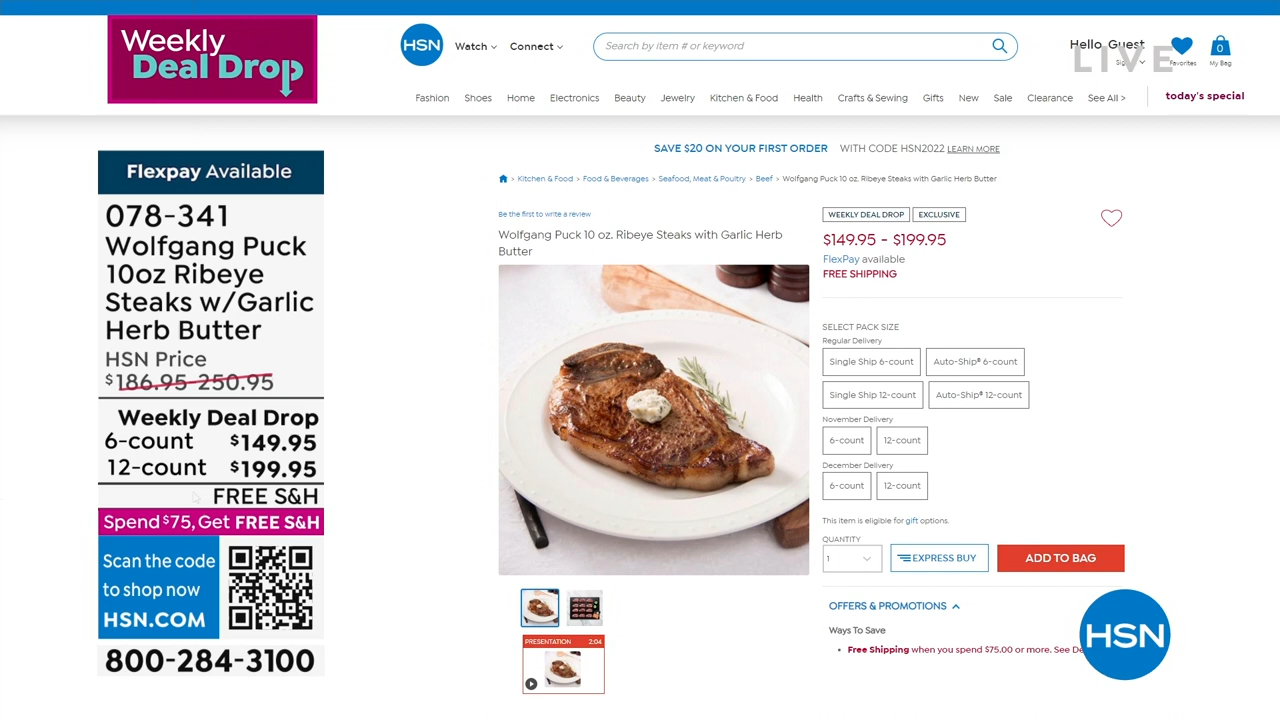 Weekly
Deal Drop
HSN
Watch
Connect
Search by item # or keyword
Hello, Guest
LIVE
Favorites
0
My Bag
Fashion
Shoes
Home
Electronics
Beauty
Jewelry
Kitchen & Food
Health
Crafts & Sewing
Gifts
New
Sale
Clearance
See All >
today's special
Flexpay Available
078-341
Wolfgang Puck
10oz Ribeye
Steaks w/Garlic
Herb Butter
HSN Price
$186.95-250.95
Weekly Deal Drop
6-count $149.95
12-count $199.95
FREE S&H
Spend $75, Get FREE S&H
Scan the code
to shop now
HSN.COM
800-284-3100
SAVE $20 ON YOUR FIRST ORDER WITH CODE HSN2022 LEARN MORE
> Kitchen & Food > Food & Beverages > Seafood, Meat & Poultry > Beef > Wolfgang Puck 10 oz. Ribeye Steaks with Garlic Herb Butter
Be the first to write a review
Wolfgang Puck 10 oz. Ribeye Steaks with Garlic Herb
Butter
PRESENTATION 2:04
WEEKLY DEAL DROP
EXCLUSIVE
$149.95 - $199.95
FlexPay available
FREE SHIPPING
SELECT PACK SIZE
Regular Delivery
Single Ship 6-count
Auto-Ship® 6-count
Single Ship 12-count
Auto-Ship® 12-count
November Delivery
6-count
12-count
December Delivery
6-count
12-count
This item is eligible for gift options.
QUANTITY
1
EXPRESS BUY
ADD TO BAG
OFFERS & PROMOTIONS
Ways To Save
• Free Shipping when you spend $75.00 or more. See
HSN